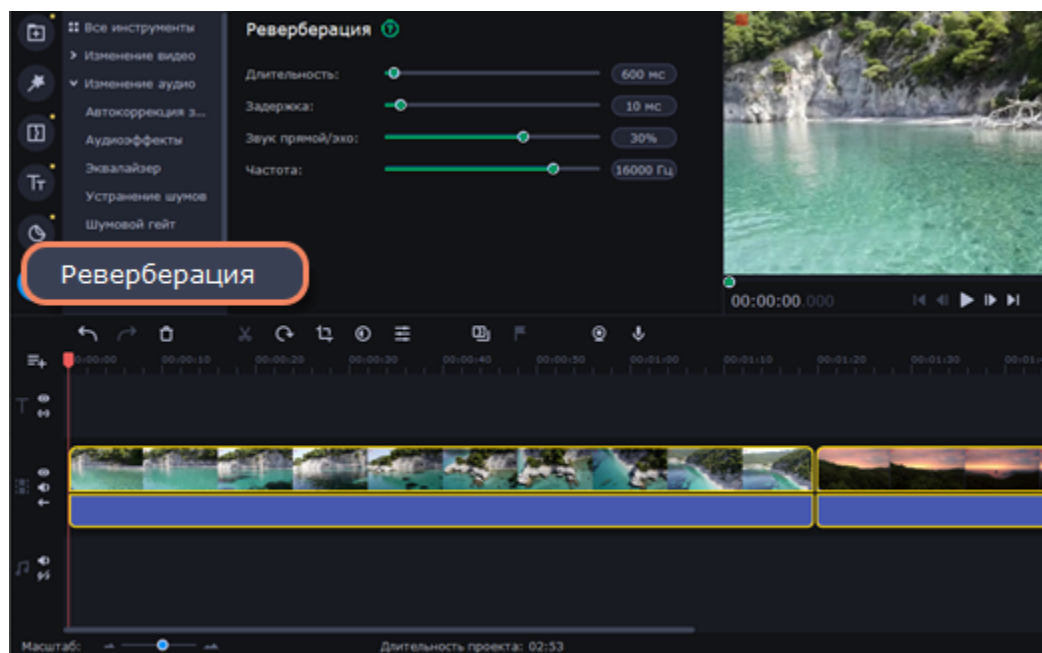 Все инструменты
Изменение видео
Изменение аудио
Автокоррекция з...
Аудиоэффекты
Эквалайзер
Устранение шумов
Шумовой гейт
Реверберация
Реверберация
Длительность: 600 мс
Задержка: 10 мс
Звук прямой/эхо: 30%
Частота: 16000 Гц
00:00:00.000
00:00:00 00:00:10 00:00:20 00:00:30 00:00:40 00:00:50 00:01:00 00:01:10 00:01:20 00:01:30
Масштаб:
Длительность проекта: 02:53